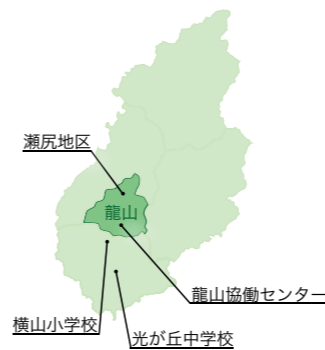 瀬尻地区
龍山
龍山協働センター
横山小学校
光が丘中学校